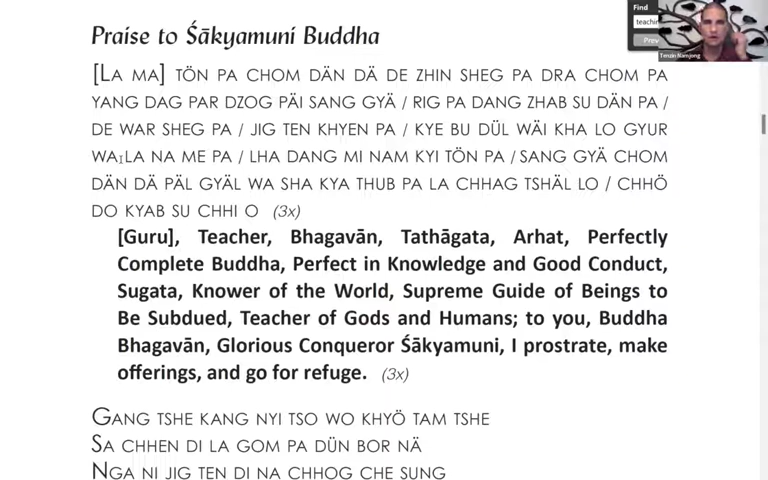 Find
teachin
Prev
Tenzin Namjong
Praise to Śākyamuni Buddha
[LA MA] TÖN PA CHOM DÄN DÄ DE ZHIN SHEG PA DRA CHOM PA
YANG DAG PAR DZOG PÄI SANG GYÄ / RIG PA DANG ZHAB SU DÄN PA /
DE WAR SHEG PA / JIG TEN KHYEN PA / KYE BU DÜL WÄI KHA LO GYUR
WA LA NA ME PA / LHA DANG MI NAM KYI TÖN PA / SANG GYÄ CHOM
DÄN DÄ PÄL GYÄL WA SHA KYA THUB PA LA CHHAG TSHÄL LO / CHHÖ
DO KYAB SU CHHI O (3x)
[Guru], Teacher, Bhagavān, Tathāgata, Arhat, Perfectly
Complete Buddha, Perfect in Knowledge and Good Conduct,
Sugata, Knower of the World, Supreme Guide of Beings to
Be Subdued, Teacher of Gods and Humans; to you, Buddha
Bhagavān, Glorious Conqueror Śākyamuni, I prostrate, make
offerings, and go for refuge. (3x)
GANG TSHE KANG NYI TSO WO KHYÖ TAM TSHE
SA CHHEN DI LA GOM PA DÜN BOR NÄ
NGA NI JIG TEN DI NA CHHOG CHE SUNG